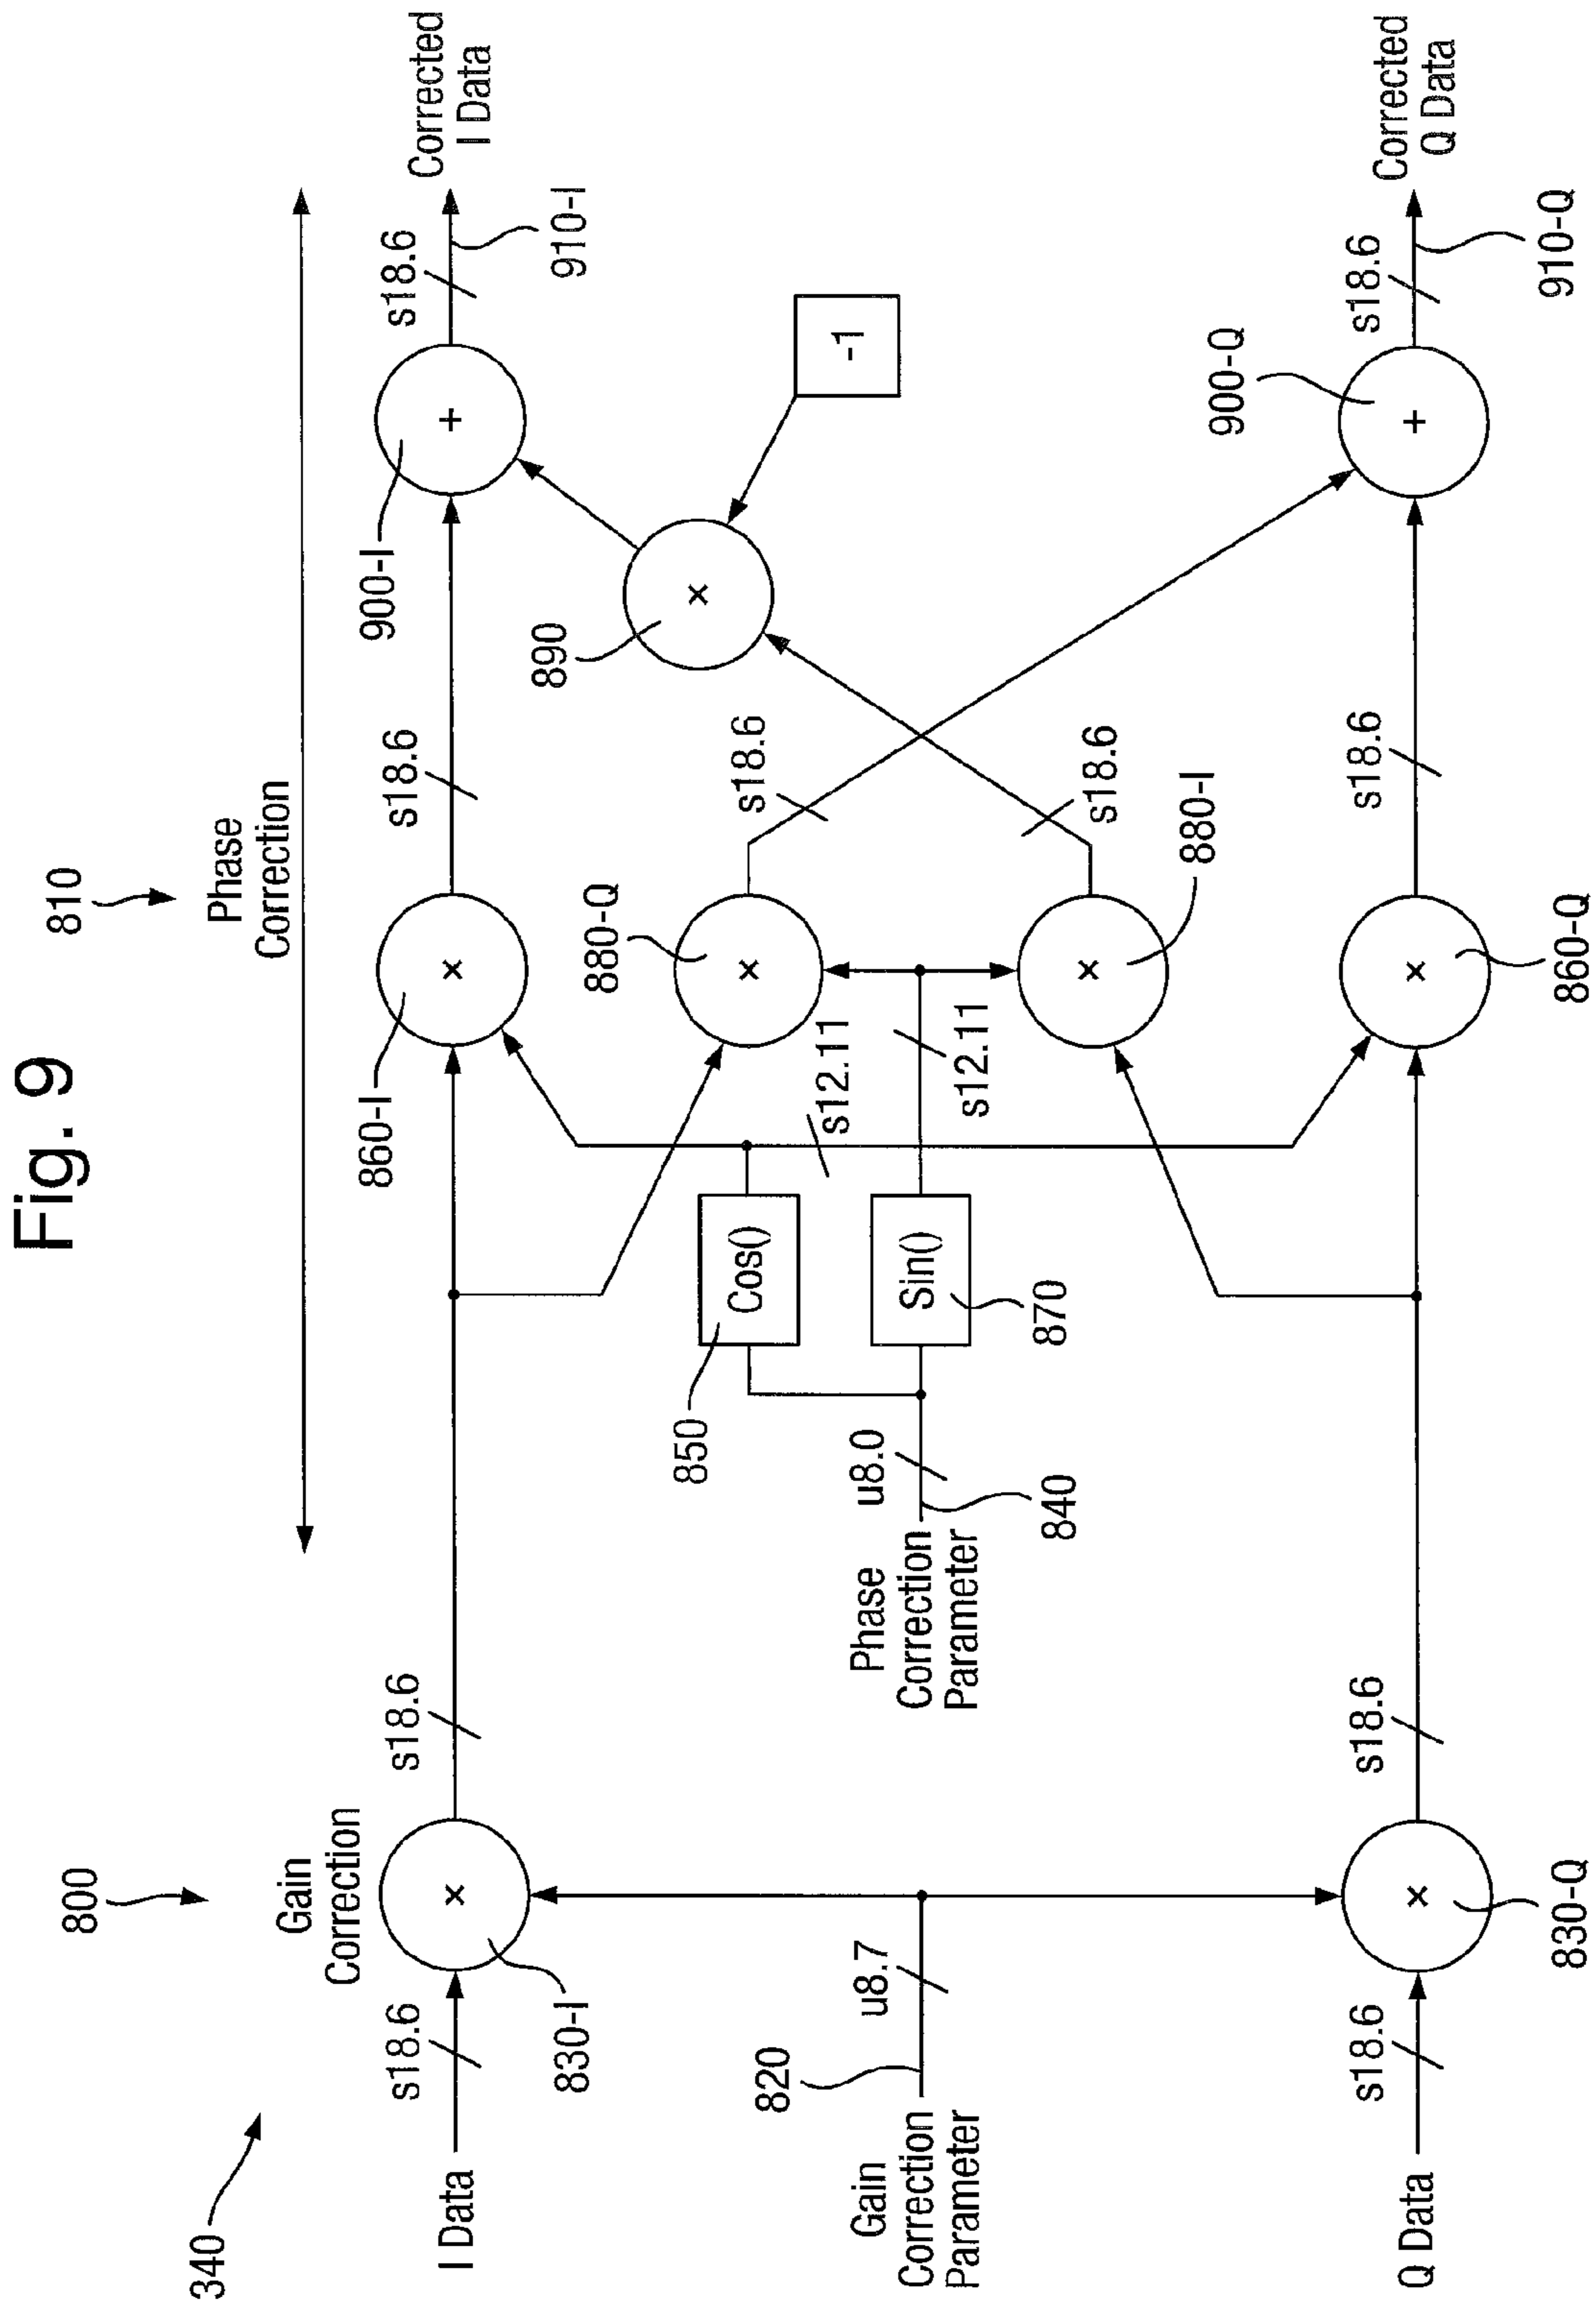 Fig. 9
340
800
Gain
Correction
810
Phase
Correction
I Data
s18.6
830-I
s18.6
860-I
s18.6
900-I
s18.6
910-I
Corrected
I Data
Gain
Correction
Parameter
820
u8.7
Phase
Correction
Parameter
840
u8.0
850
Cos()
Sin()
870
s12.11
s12.11
880-Q
s18.6
880-I
s18.6
890
-1
×
×
×
×
×
×
×
+
+
Q Data
s18.6
830-Q
s18.6
860-Q
s18.6
900-Q
s18.6
910-Q
Corrected
Q Data